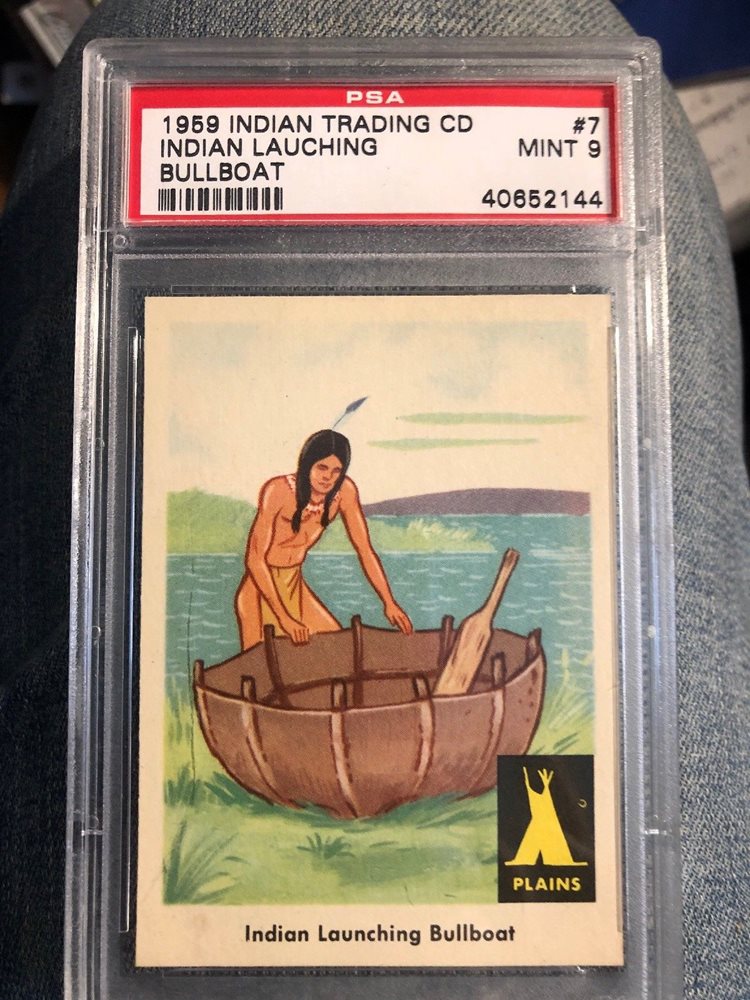 PSA
1959 INDIAN TRADING CD #7
INDIAN LAUCHING MINT 9
BULLBOAT
40652144
PLAINS
Indian Launching Bullboat